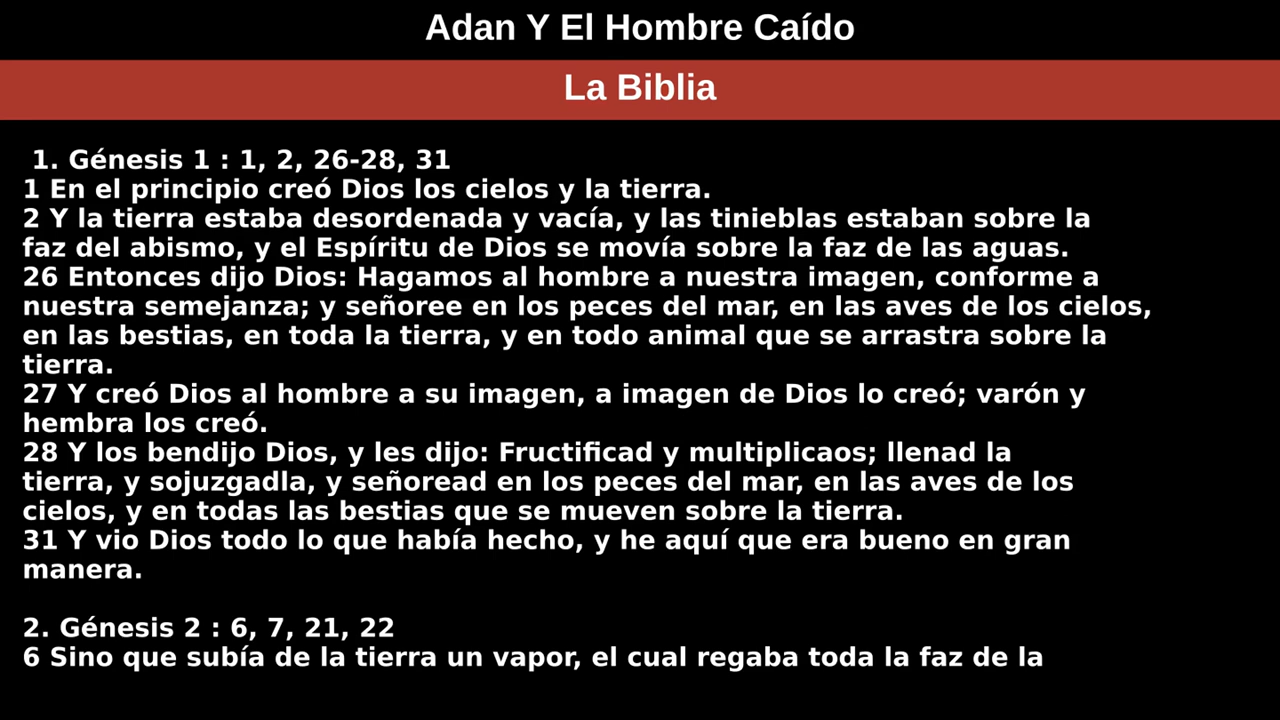 Adan Y El Hombre Caído
La Biblia
1. Génesis 1 : 1, 2, 26-28, 31
1 En el principio creó Dios los cielos y la tierra.
2 Y la tierra estaba desordenada y vacía, y las tinieblas estaban sobre la
faz del abismo, y el Espíritu de Dios se movía sobre la faz de las aguas.
26 Entonces dijo Dios: Hagamos al hombre a nuestra imagen, conforme a
nuestra semejanza; y señoree en los peces del mar, en las aves de los cielos,
en las bestias, en toda la tierra, y en todo animal que se arrastra sobre la
tierra.
27 Y creó Dios al hombre a su imagen, a imagen de Dios lo creó; varón y
hembra los creó.
28 Y los bendijo Dios, y les dijo: Fructificad y multiplicaos; llenad la
tierra, y sojuzgadla, y señoread en los peces del mar, en las aves de los
cielos, y en todas las bestias que se mueven sobre la tierra.
31 Y vio Dios todo lo que había hecho, y he aquí que era bueno en gran
manera.
2. Génesis 2 : 6, 7, 21, 22
6 Sino que subía de la tierra un vapor, el cual regaba toda la faz de la